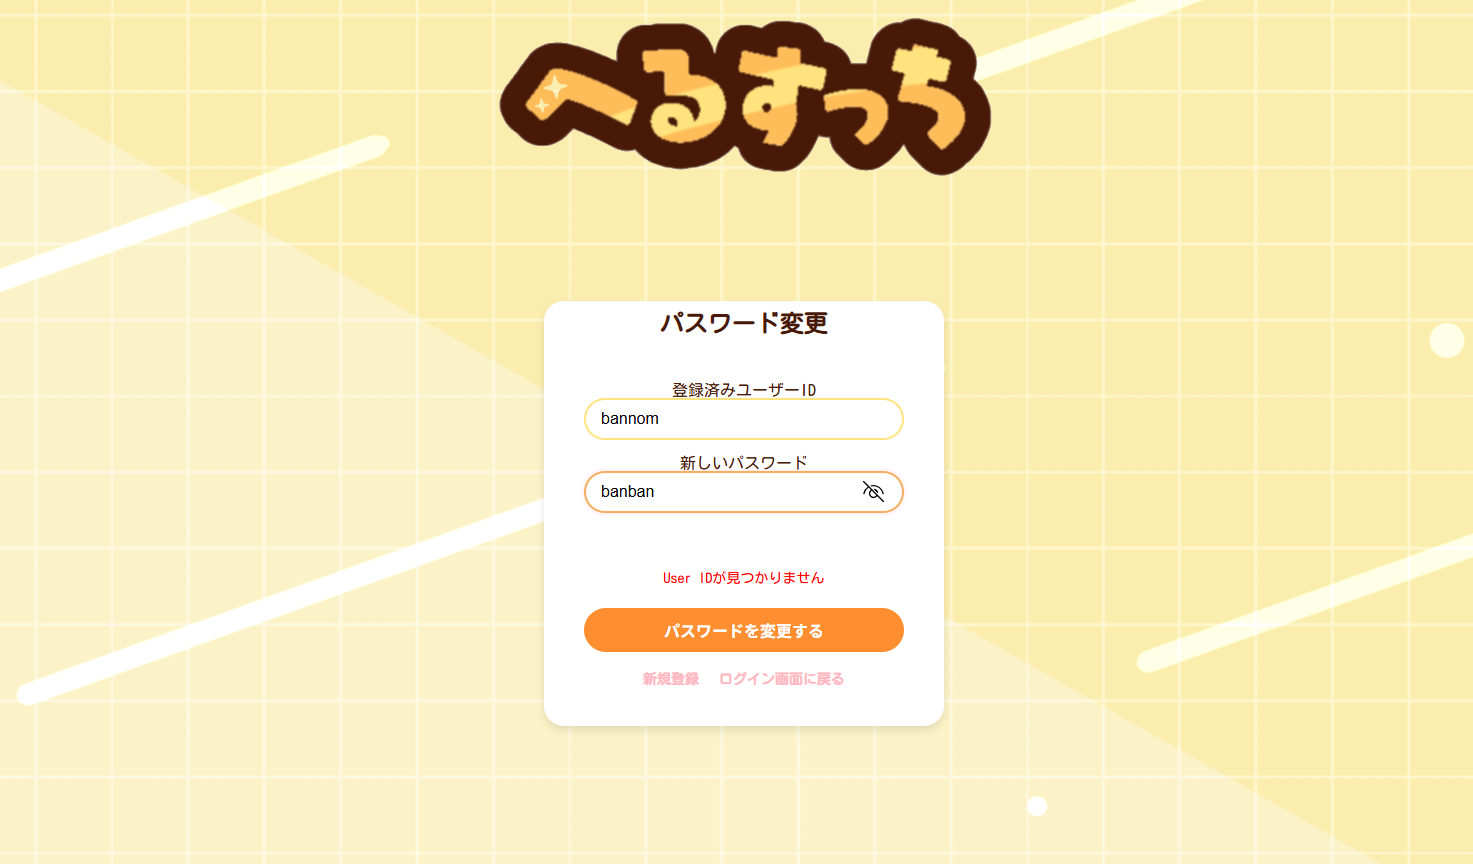 へるすっち
パスワード変更
登録済みユーザーID
bannom
新しいパスワード
banban
User IDが見つかりません
パスワードを変更する
新規登録 ログイン画面に戻る